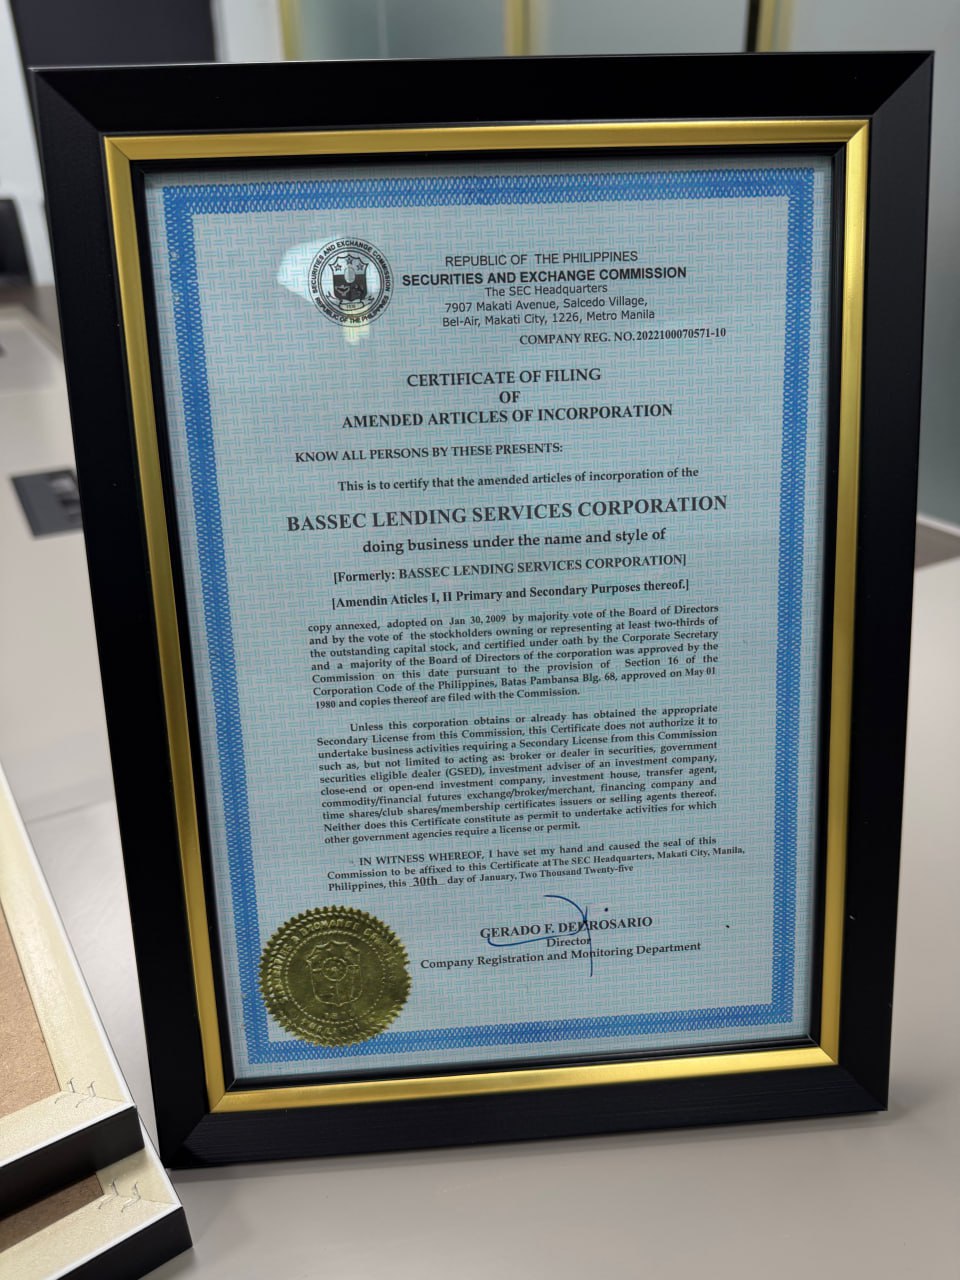 SECURITIES AND EXCHANGE COMMISSION
REPUBLIC OF THE PHILIPPINES
REPUBLIC OF THE PHILIPPINES
SECURITIES AND EXCHANGE COMMISSION
The SEC Headquarters
7907 Makati Avenue, Salcedo Village,
Bel-Air, Makati City, 1226, Metro Manila
COMPANY REG. NO. 2022100070571-10
CERTIFICATE OF FILING
OF
AMENDED ARTICLES OF INCORPORATION
KNOW ALL PERSONS BY THESE PRESENTS:
This is to certify that the amended articles of incorporation of the
BASSEC LENDING SERVICES CORPORATION
doing business under the name and style of
[Formerly: BASSEC LENDING SERVICES CORPORATION]
[Amendin Aticles I, II Primary and Secondary Purposes thereof.]
copy annexed, adopted on Jan 30, 2009 by majority vote of the Board of Directors
and by the vote of the stockholders owning or representing at least two-thirds of
the outstanding capital stock, and certified under oath by the Corporate Secretary
and a majority of the Board of Directors of the corporation was approved by the
Commission on this date pursuant to the provision of Section 16 of the
Corporation Code of the Philippines, Batas Pambansa Blg. 68, approved on May 01
1980 and copies thereof are filed with the Commission.
Unless this corporation obtains or already has obtained the appropriate
Secondary License from this Commission, this Certificate does not authorize it to
undertake business activities requiring a Secondary License from this Commission
such as, but not limited to acting as: broker or dealer in securities, government
securities eligible dealer (GSED), investment adviser of an investment company,
close-end or open-end investment company, investment house, transfer agent,
commodity/financial futures exchange/broker/merchant, financing company and
time shares/club shares/membership certificates issuers or selling agents thereof.
Neither does this Certificate constitute as permit to undertake activities for which
other government agencies require a license or permit.
IN WITNESS WHEREOF, I have set my hand and caused the seal of this
Commission to be affixed to this Certificate at The SEC Headquarters, Makati City, Manila,
Philippines, this 30th day of January, Two Thousand Twenty-five
GERADO F. DEL ROSARIO
Director
Company Registration and Monitoring Department